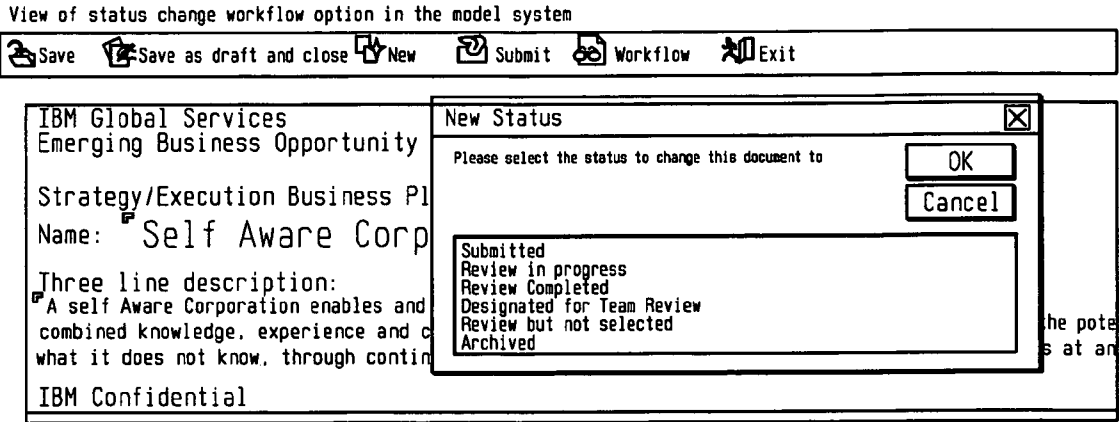 View of status change workflow option in the model system
Save Save as draft and close New Submit Workflow Exit
IBM Global Services
Emerging Business Opportunity
Strategy/Execution Business Pl
Name: Self Aware Corp
Three line description:
A self Aware Corporation enables and
combined knowledge, experience and c
what it does not know, through contin
IBM Confidential
New Status
Please select the status to change this document to
OK
Cancel
Submitted
Review in progress
Review Completed
Designated for Team Review
Review but not selected
Archived
he pote
s at an